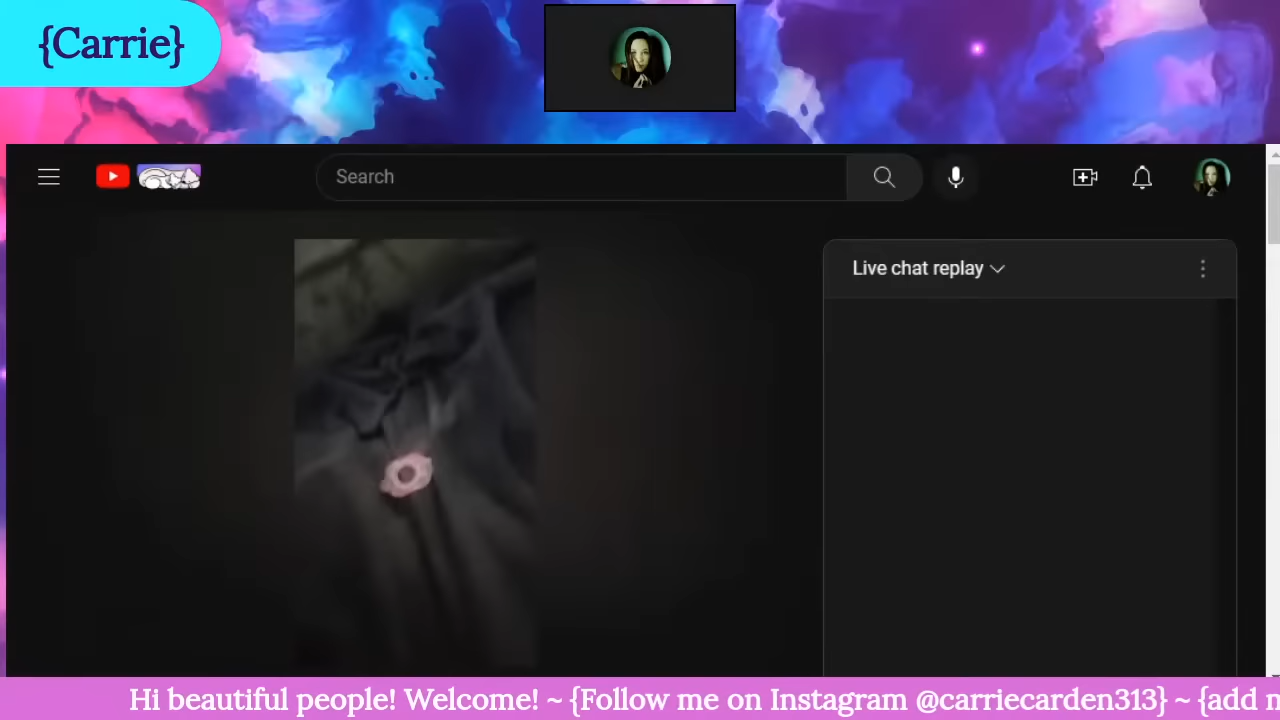 {Carrie}
Search
Live chat replay
Hi beautiful people! Welcome! ~ {Follow me on Instagram @carriecarden313} ~ {add